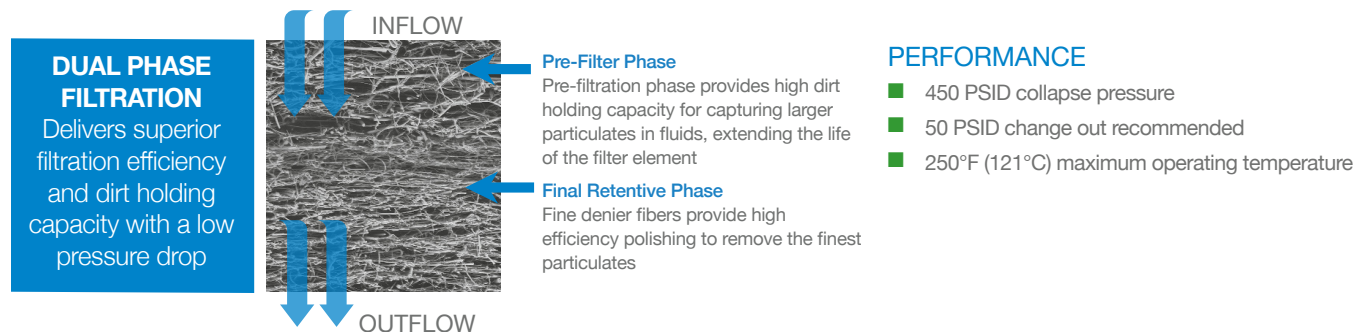 DUAL PHASE
FILTRATION
Delivers superior
filtration efficiency
and dirt holding
capacity with a low
pressure drop
INFLOW
OUTFLOW
Pre-Filter Phase
Pre-filtration phase provides high dirt
holding capacity for capturing larger
particulates in fluids, extending the life
of the filter element
Final Retentive Phase
Fine denier fibers provide high
efficiency polishing to remove the finest
particulates
PERFORMANCE
450 PSID collapse pressure
50 PSID change out recommended
250°F (121°C) maximum operating temperature